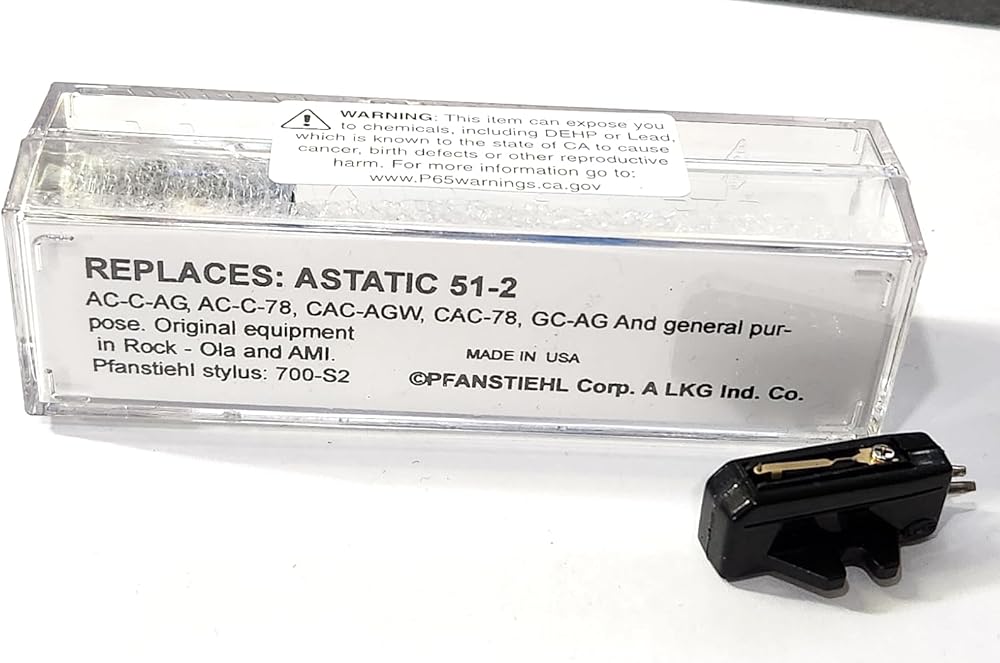 WARNING: This item can expose you
to chemicals, including DEHP or Lead,
which is known to the state of CA to cause
cancer, birth defects or other reproductive
harm. For more information go to:
www.P65warnings.ca.gov
REPLACES: ASTATIC 51-2
AC-C-AG, AC-C-78, CAC-AGW, CAC-78, GC-AG And general pur-
pose. Original equipment
in Rock - Ola and AMI.
MADE IN USA
Pfanstiehl stylus: 700-S2
©PFANSTIEHL Corp. A LKG Ind. Co.